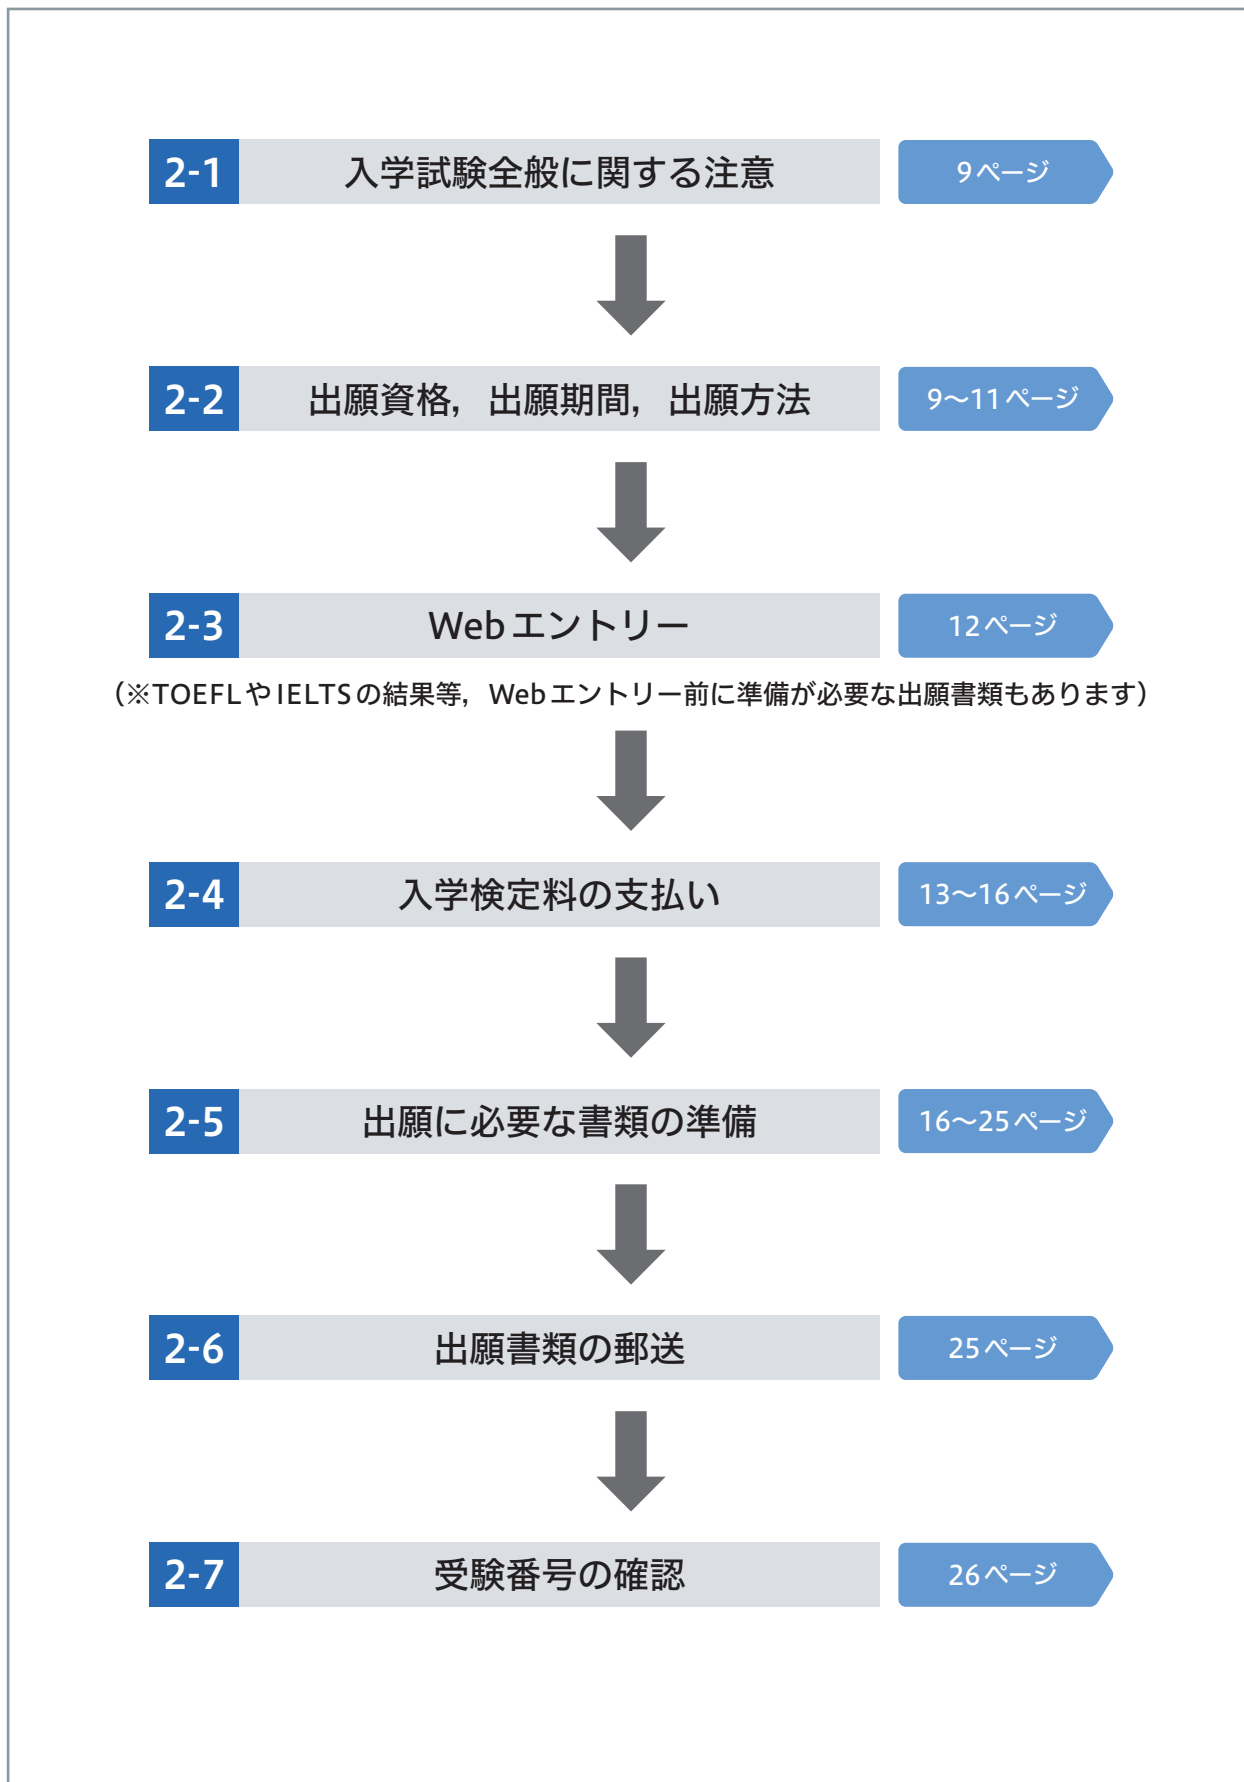 2-1 入学試験全般に関する注意 9ページ
2-2 出願資格，出願期間，出願方法 9〜11ページ
2-3 Webエントリー 12ページ
（※TOEFLやIELTSの結果等，Webエントリー前に準備が必要な出願書類もあります）
2-4 入学検定料の支払い 13〜16ページ
2-5 出願に必要な書類の準備 16〜25ページ
2-6 出願書類の郵送 25ページ
2-7 受験番号の確認 26ページ